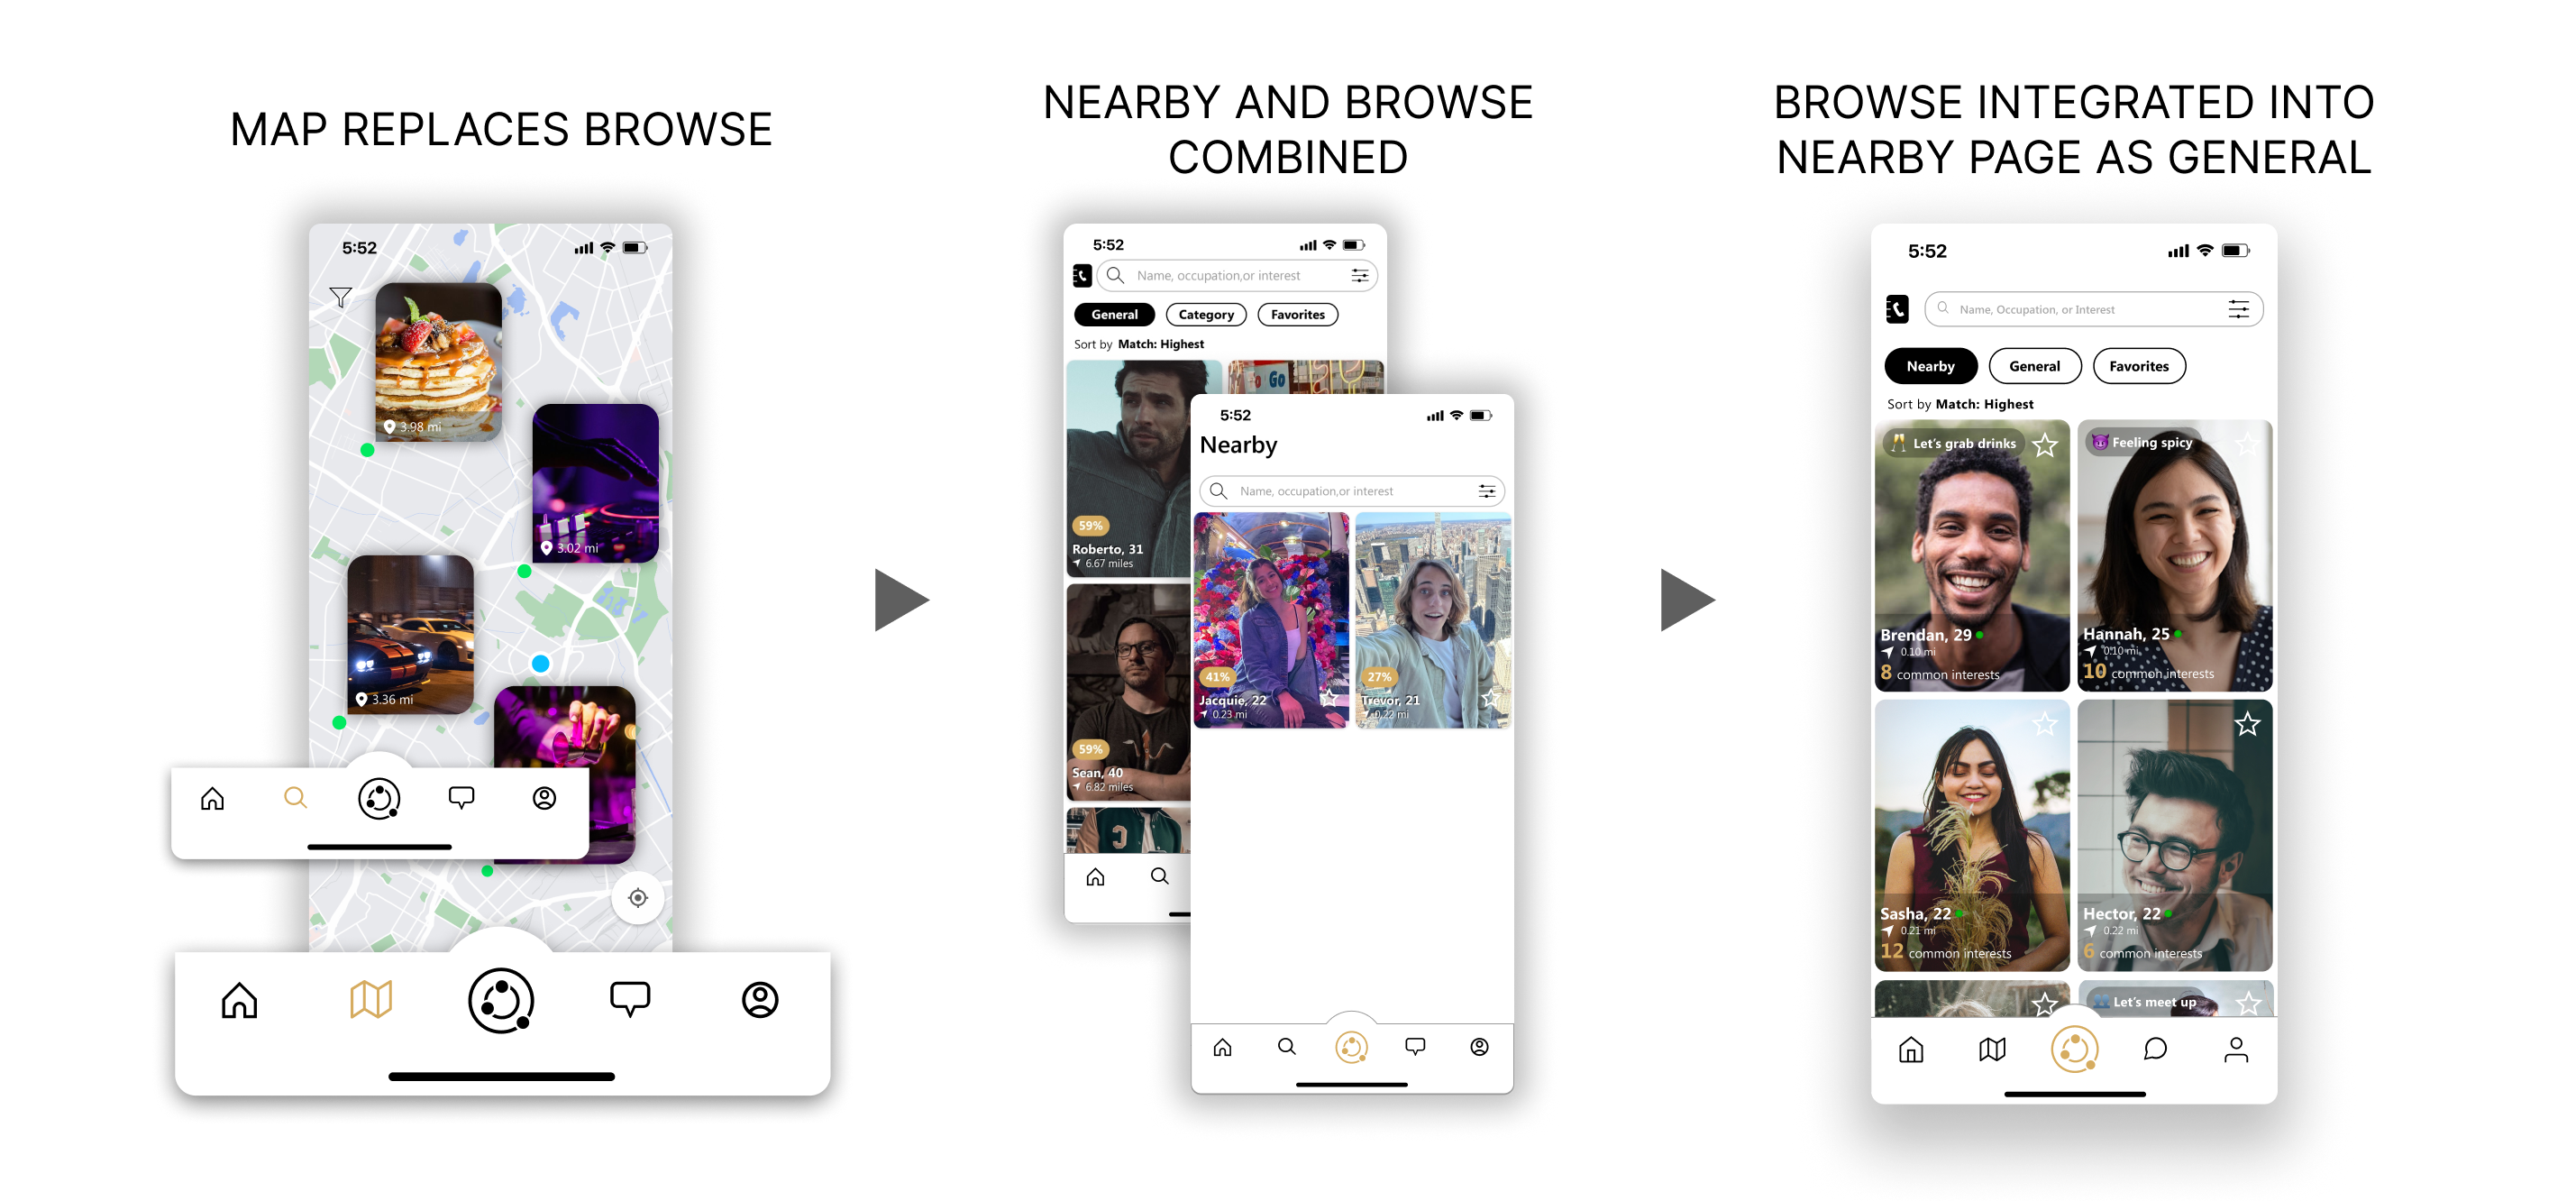 MAP REPLACES BROWSE
5:52
3.98 mi
3.02 mi
3.36 mi
NEARBY AND BROWSE
COMBINED
5:52
Name, occupation,or interest
General Category Favorites
Sort by Match: Highest
Go
59%
Roberto, 31
6.67 miles
59%
Sean, 40
6.82 miles
5:52
Nearby
Name, occupation,or interest
41%
Jacquie, 22
0.23 mi
27%
Trevor, 21
0.22 mi
BROWSE INTEGRATED INTO
NEARBY PAGE AS GENERAL
5:52
Name, Occupation, or Interest
Nearby General Favorites
Sort by Match: Highest
Let's grab drinks
Brendan, 29
0.10 mi
8 common interests
Feeling spicy
Hannah, 25
0.10 mi
10 common interests
Sasha, 22
0.21 mi
12 common interests
Hector, 22
0.22 mi
6 common interests
Let's meet up